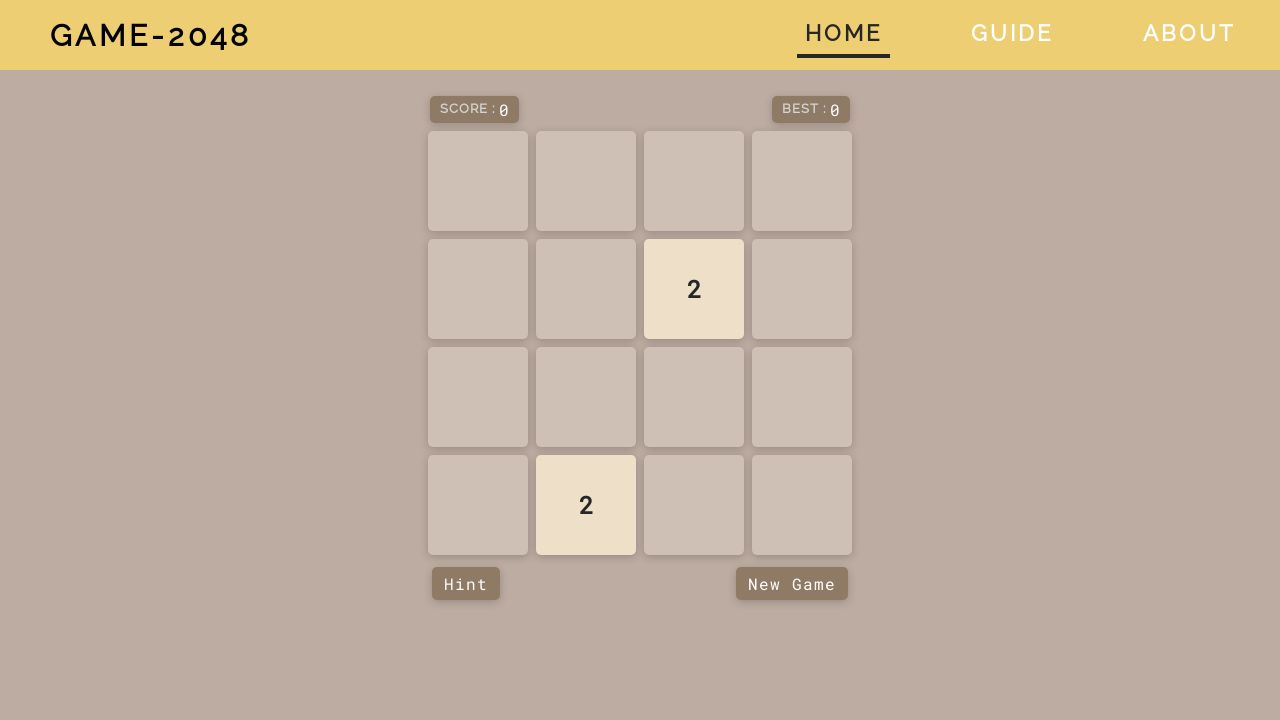 GAME-2048
HOME GUIDE ABOUT
SCORE : 0
BEST : 0
2
2
Hint
New Game